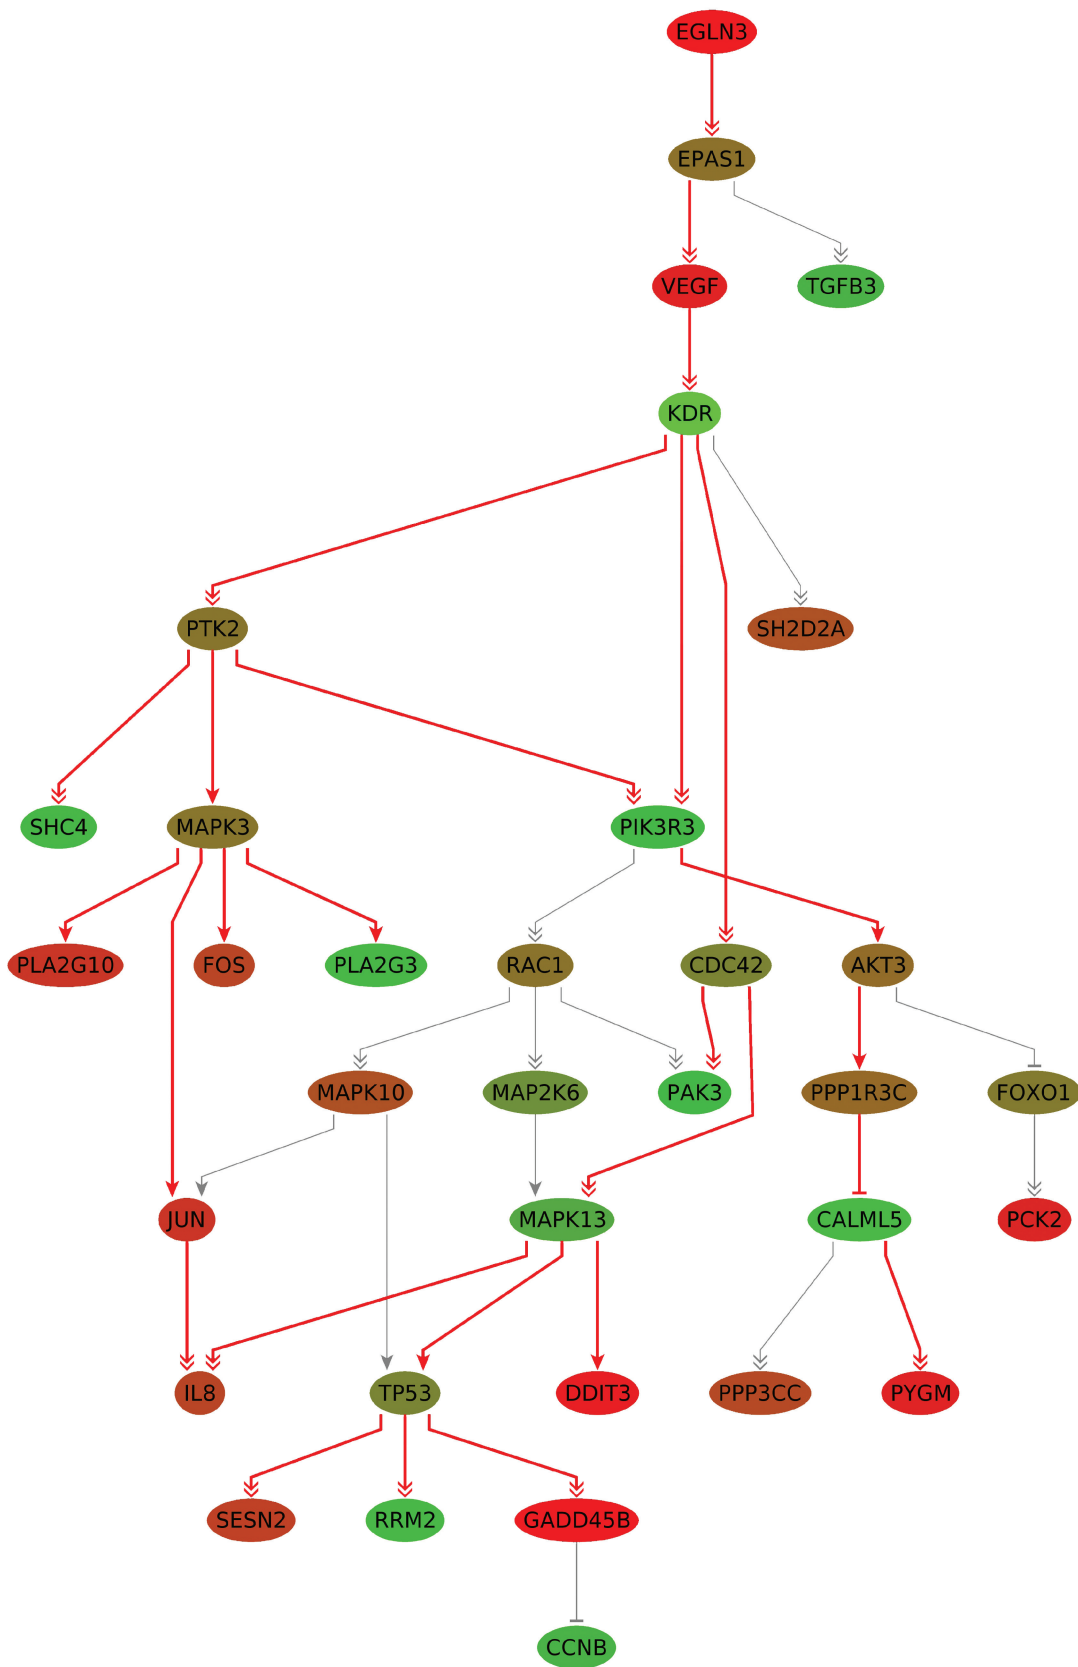 EGLN3
EPAS1
VEGF
TGFB3
KDR
PTK2
SH2D2A
SHC4
MAPK3
PIK3R3
PLA2G10
FOS
PLA2G3
RAC1
CDC42
AKT3
MAPK10
MAP2K6
PAK3
PPP1R3C
FOXO1
JUN
MAPK13
CALML5
PCK2
IL8
TP53
DDIT3
PPP3CC
PYGM
SESN2
RRM2
GADD45B
CCNB